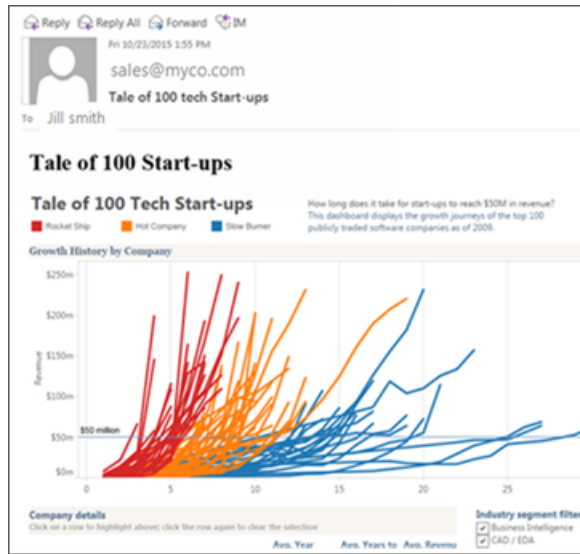 Reply Reply All Forward IM
Fri 10/23/2015 1:55 PM
sales@myco.com
Tale of 100 tech Start-ups
To Jill smith
Tale of 100 Start-ups
Tale of 100 Tech Start-ups
Rocket Ship Hot Company Slow Burner
How long does it take for start-ups to reach $50M in revenue?
This dashboard displays the growth journeys of the top 100
publicly traded software companies as of 2009.
Growth History by Company
$250m
$200m
$150m
$100m
$50 million
$50m
$0m
Revenue
0 5 10 15 20 25
Company details
Click on a row to highlight above; click the row again to clear the selection
Avg. Year Avg. Years to Avg. Revenu
Industry segment filter
Business Intelligence
CAD / EDA